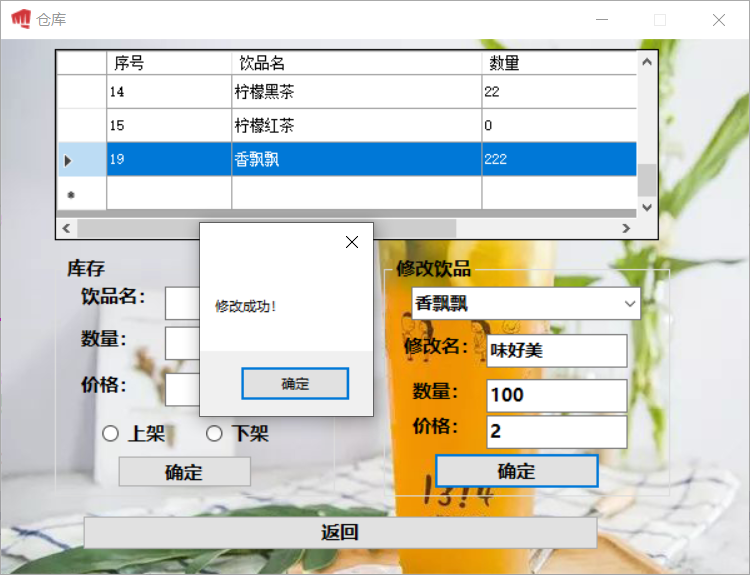 仓库
序号 饮品名 数量
14 柠檬黑茶 22
15 柠檬红茶 0
19 香飘飘 222
库存
饮品名：
数量：
价格：
上架 下架
确定
修改成功！
确定
修改饮品
香飘飘
修改名： 味好美
数量： 100
价格： 2
确定
1314
返回